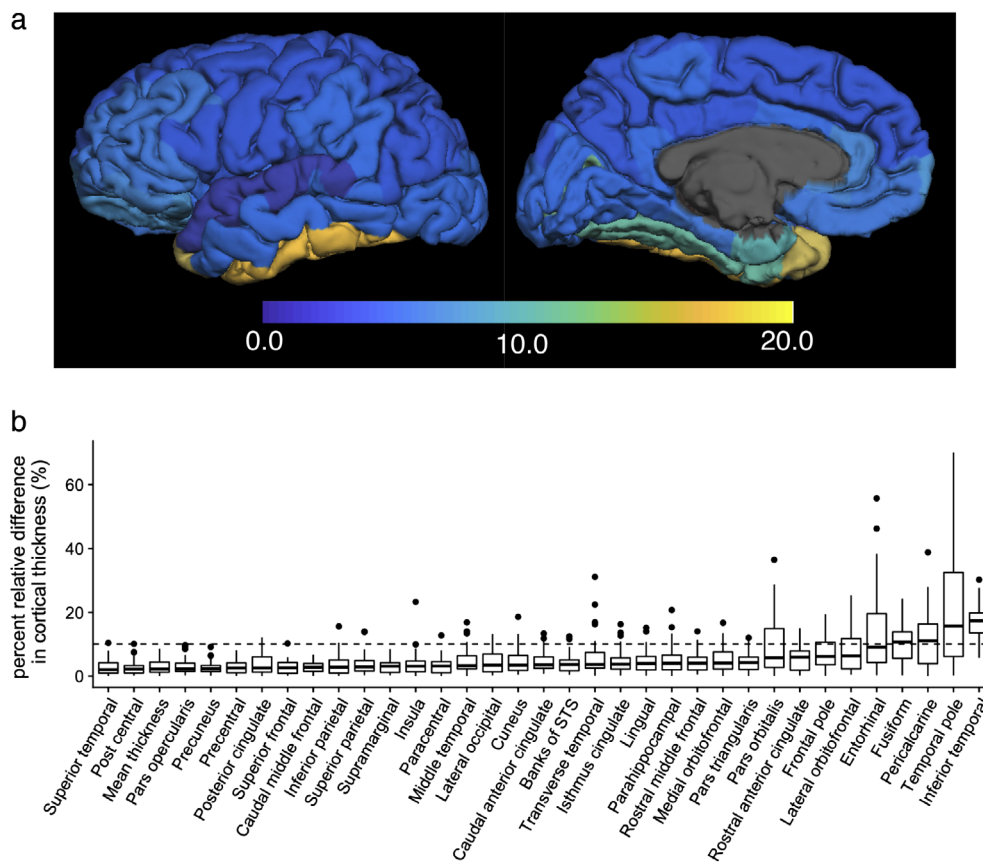 a
0.0 10.0 20.0
b
percent relative difference
in cortical thickness (%)
60
40
20
0
Superior temporal
Post central
Mean thickness
Pars opercularis
Precuneus
Precentral
Posterior cingulate
Superior frontal
Caudal middle frontal
Inferior parietal
Superior parietal
Supramarginal
Insula
Paracentral
Middle temporal
Lateral occipital
Cuneus
Caudal anterior cingulate
Banks of STS
Transverse temporal
Isthmus cingulate
Lingual
Parahippocampal
Rostral middle frontal
Medial orbitofrontal
Pars triangularis
Pars orbitalis
Rostral anterior cingulate
Frontal pole
Lateral orbitofrontal
Entorhinal
Fusiform
Pericalcarine
Temporal pole
Inferior temporal